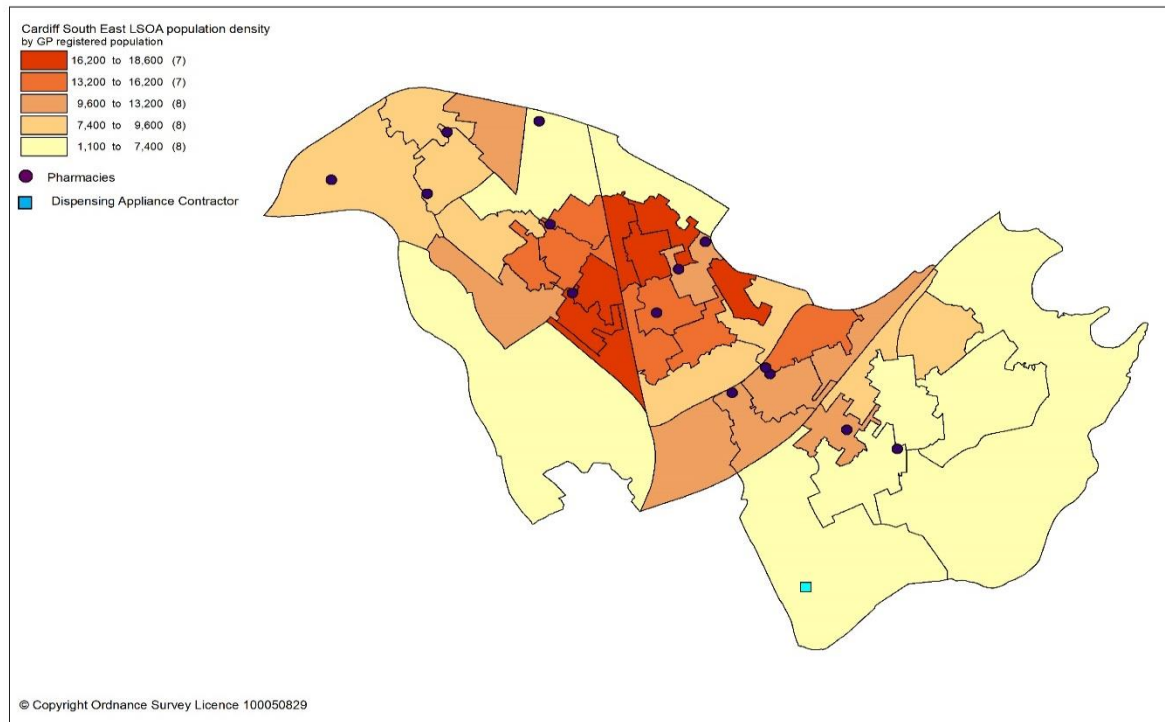 Cardiff South East LSOA population density
by GP registered population
16,200 to 18,600 (7)
13,200 to 16,200 (7)
9,600 to 13,200 (8)
7,400 to 9,600 (8)
1,100 to 7,400 (8)
Pharmacies
Dispensing Appliance Contractor
© Copyright Ordnance Survey Licence 100050829